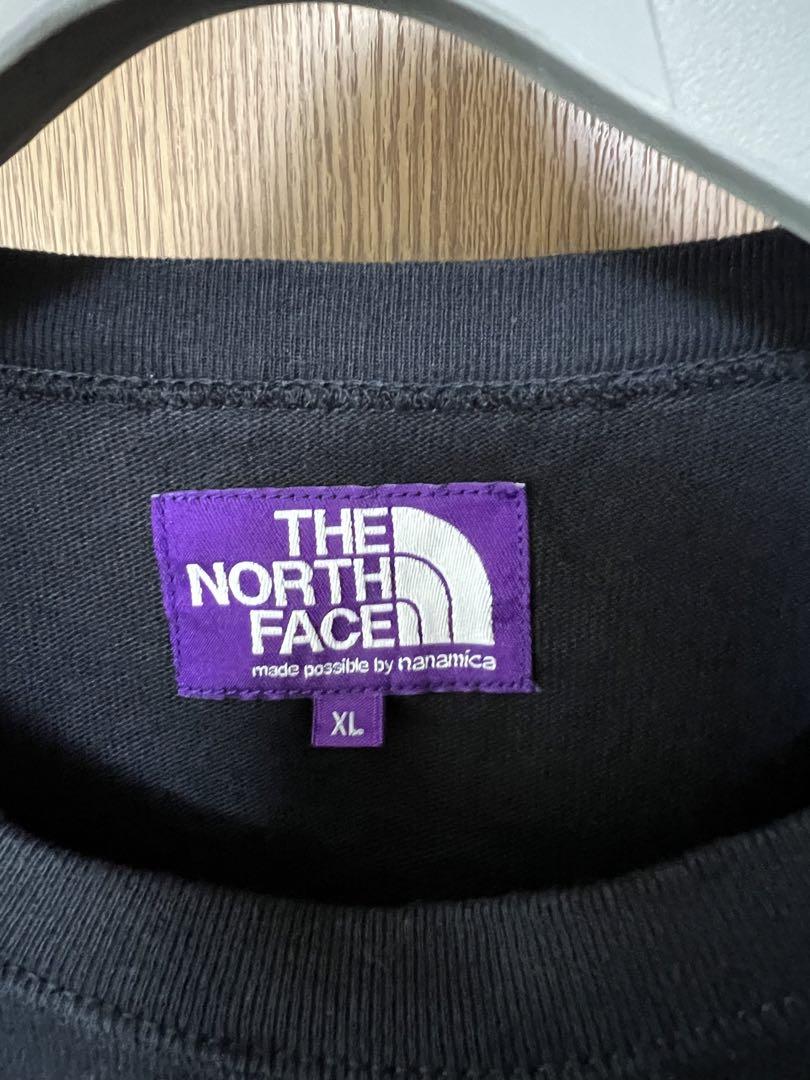 THE
NORTH
FACE
made possible by nanamica
XL